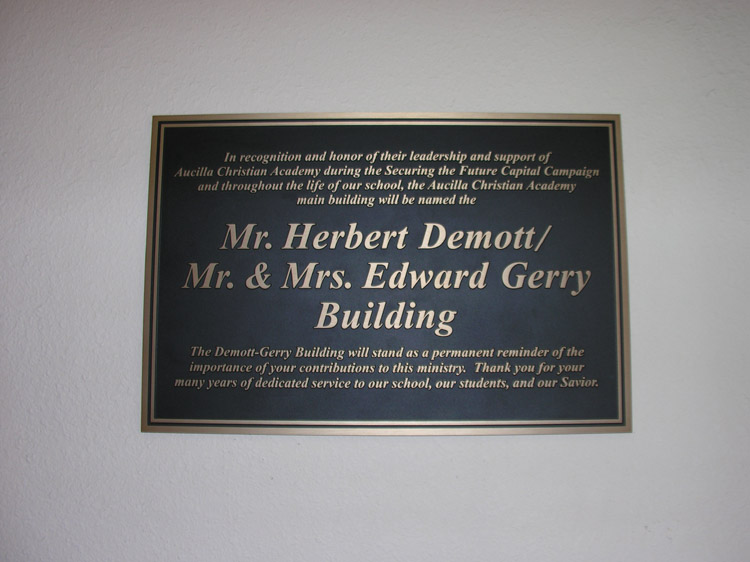 In recognition and honor of their leadership and support of
Aucilla Christian Academy during the Securing the Future Capital Campaign
and throughout the life of our school, the Aucilla Christian Academy
main building will be named the
Mr. Herbert Demott/
Mr. & Mrs. Edward Gerry
Building
The Demott-Gerry Building will stand as a permanent reminder of the
importance of your contributions to this ministry. Thank you for your
many years of dedicated service to our school, our students, and our Savior.